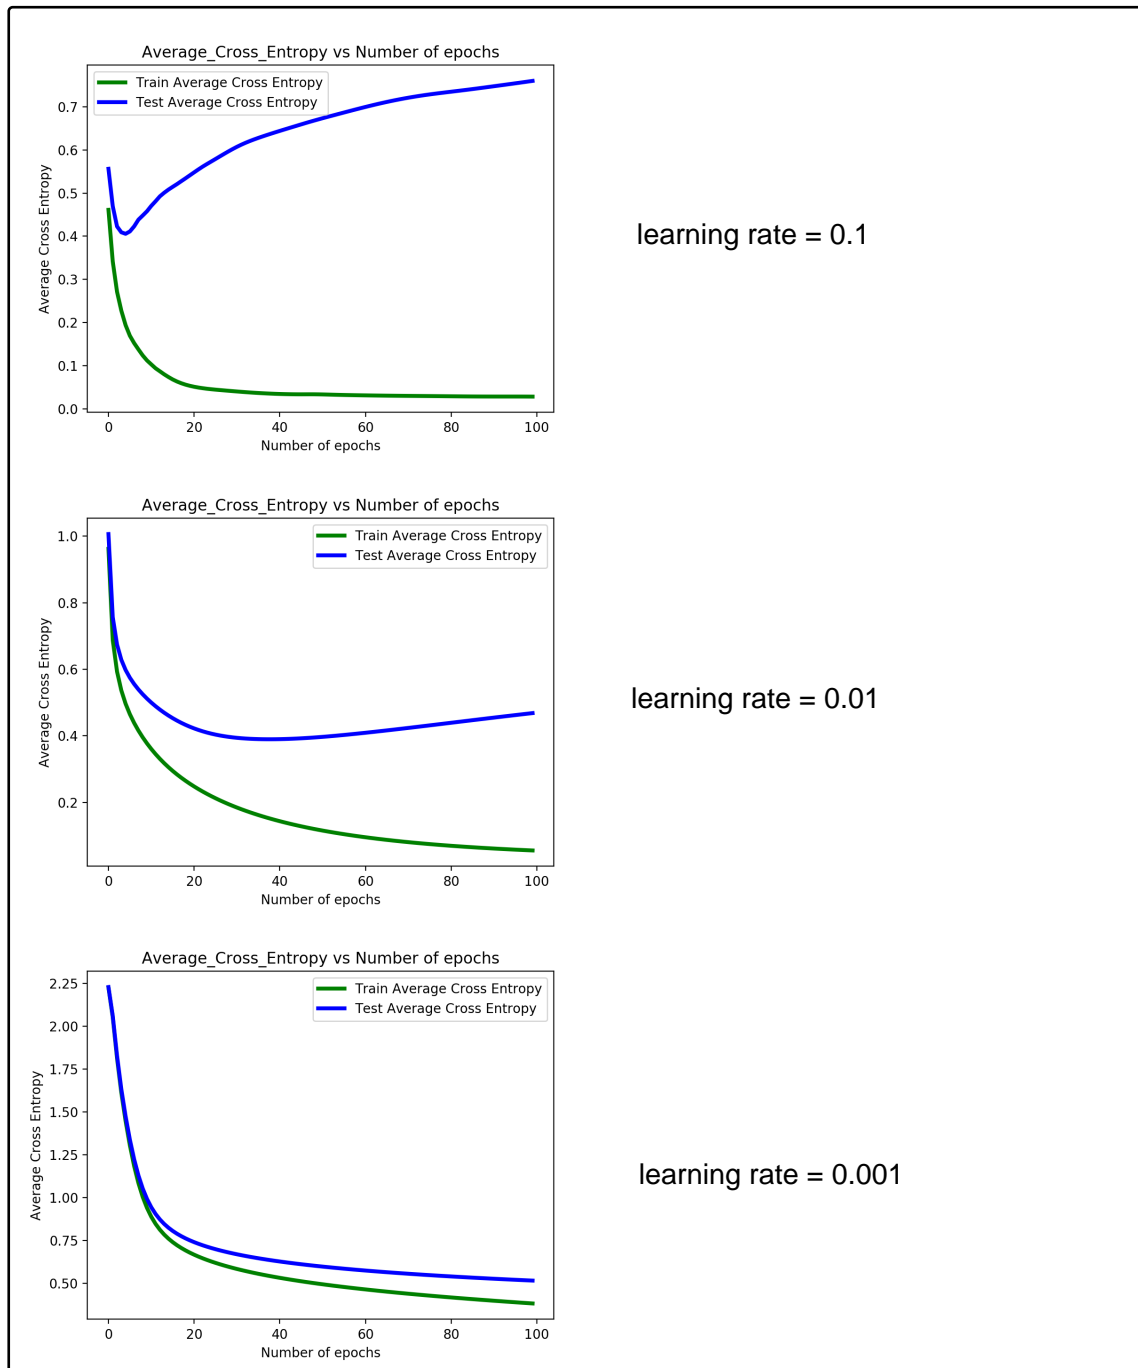 Average_Cross_Entropy vs Number of epochs
Train Average Cross Entropy
Test Average Cross Entropy
Average Cross Entropy
0.7
0.6
0.5
0.4
0.3
0.2
0.1
0.0
0 20 40 60 80 100
Number of epochs
learning rate = 0.1
Average_Cross_Entropy vs Number of epochs
Train Average Cross Entropy
Test Average Cross Entropy
Average Cross Entropy
1.0
0.8
0.6
0.4
0.2
0 20 40 60 80 100
Number of epochs
learning rate = 0.01
Average_Cross_Entropy vs Number of epochs
Train Average Cross Entropy
Test Average Cross Entropy
Average Cross Entropy
2.25
2.00
1.75
1.50
1.25
1.00
0.75
0.50
0 20 40 60 80 100
Number of epochs
learning rate = 0.001